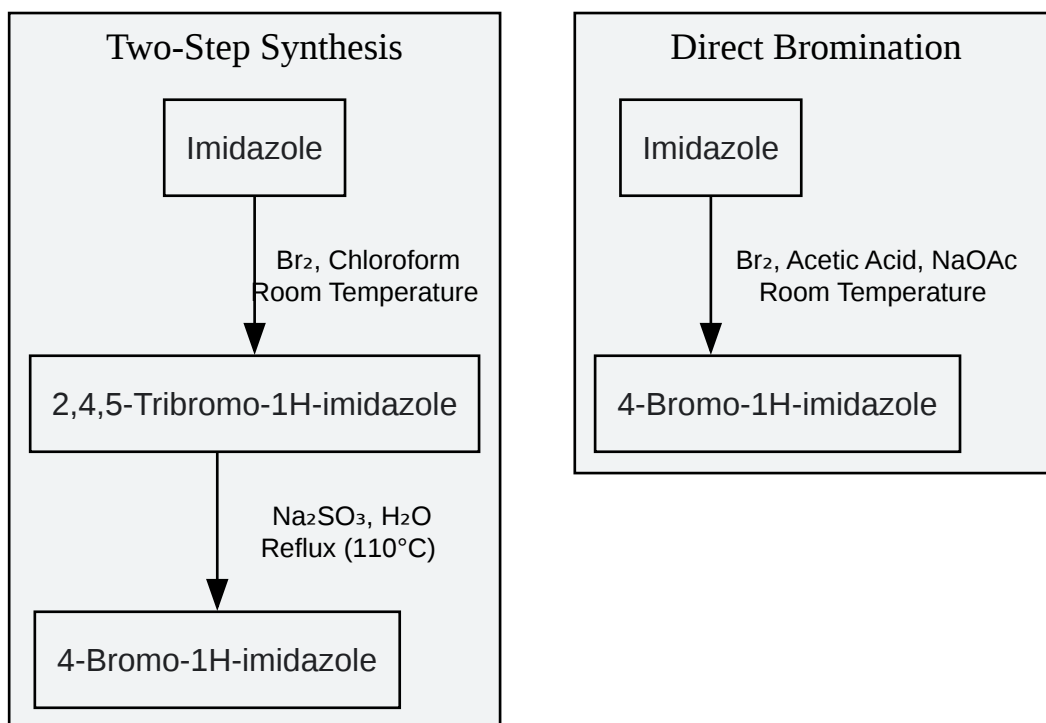 Two-Step Synthesis
Imidazole
Br₂, Chloroform
Room Temperature
2,4,5-Tribromo-1H-imidazole
Na₂SO₃, H₂O
Reflux (110°C)
4-Bromo-1H-imidazole
Direct Bromination
Imidazole
Br₂, Acetic Acid, NaOAc
Room Temperature
4-Bromo-1H-imidazole